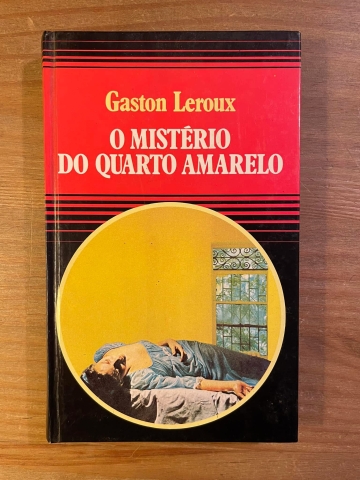 Gaston Leroux
O MISTÉRIO
DO QUARTO AMARELO